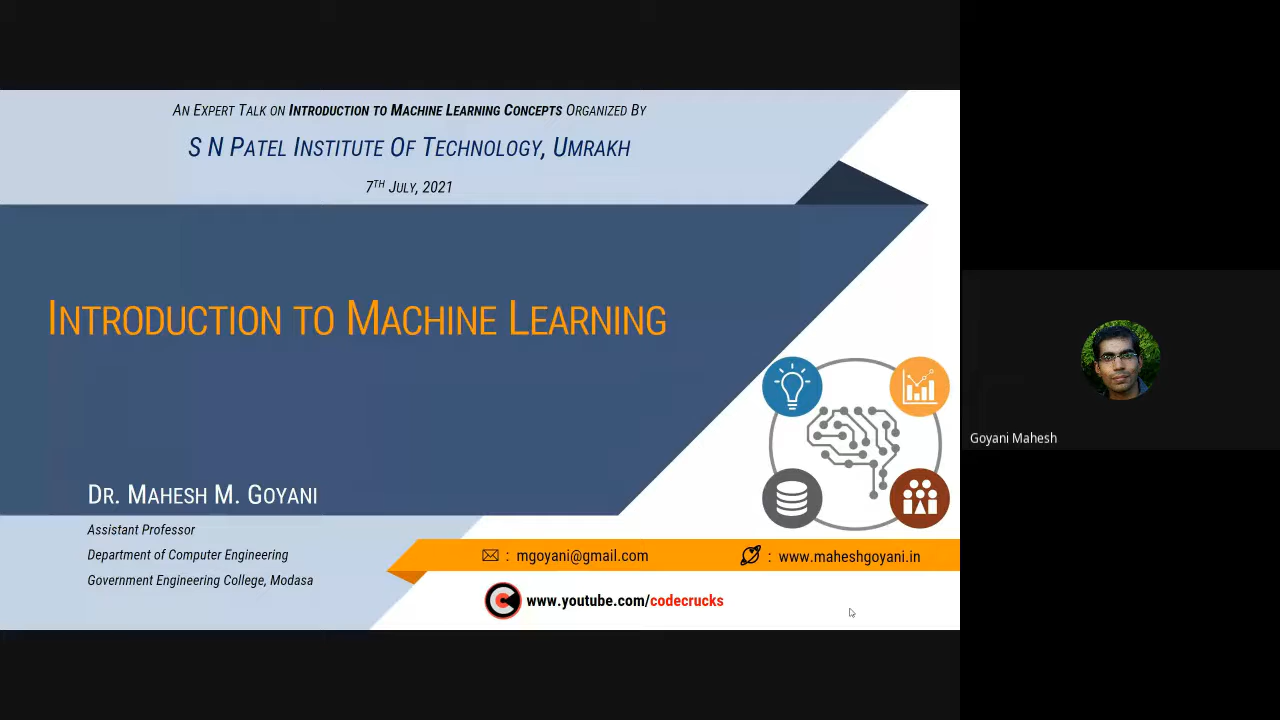 AN EXPERT TALK ON INTRODUCTION TO MACHINE LEARNING CONCEPTS ORGANIZED BY
S N PATEL INSTITUTE OF TECHNOLOGY, UMRAKH
7TH JULY, 2021
INTRODUCTION TO MACHINE LEARNING
DR. MAHESH M. GOYANI
Assistant Professor
Department of Computer Engineering
Government Engineering College, Modasa
: mgoyani@gmail.com
: www.maheshgoyani.in
www.youtube.com/codecrucks
Goyani Mahesh